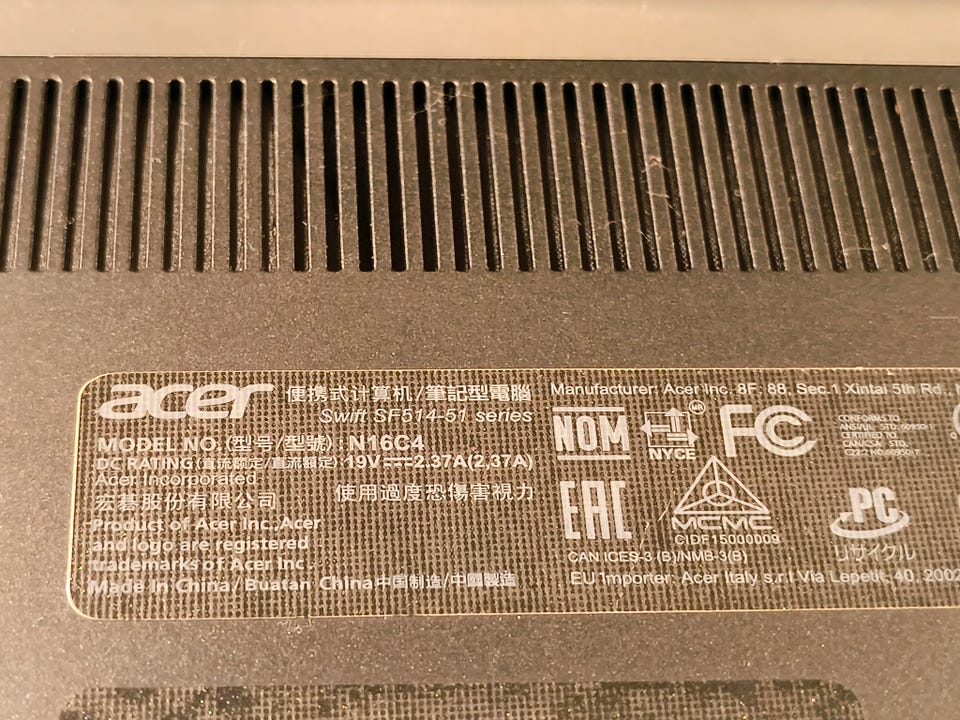 acer 便携式计算机/筆記型電腦
Swift SF514-51 series
MODEL NO.(型号/型號): N16C4
DC RATING(直流额定/直流額定) 19V⎓2.37A(2,37A)
Acer Incorporated
宏碁股份有限公司
使用過度恐傷害視力
Product of Acer Inc., Acer
and logo are registered
trademarks of Acer Inc.
Made in China/ Buatan China 中国制造/中國製造
Manufacturer: Acer Inc. 8F, 88, Sec.1 Xintai 5th Rd.,
NOM
NYCE
MR
FC
CONFORMS TO
ANSI/UL STD. 60950-1
CERTIFIED TO
CAN/CSA STD.
C22.2 NO.60950-1
EAC
MCMC
CIDF15000009
PC
リサイクル
CAN ICES-3 (B)/NMB-3(B)
EU Importer: Acer Italy s.r.l Via Lepetit, 40, 2002